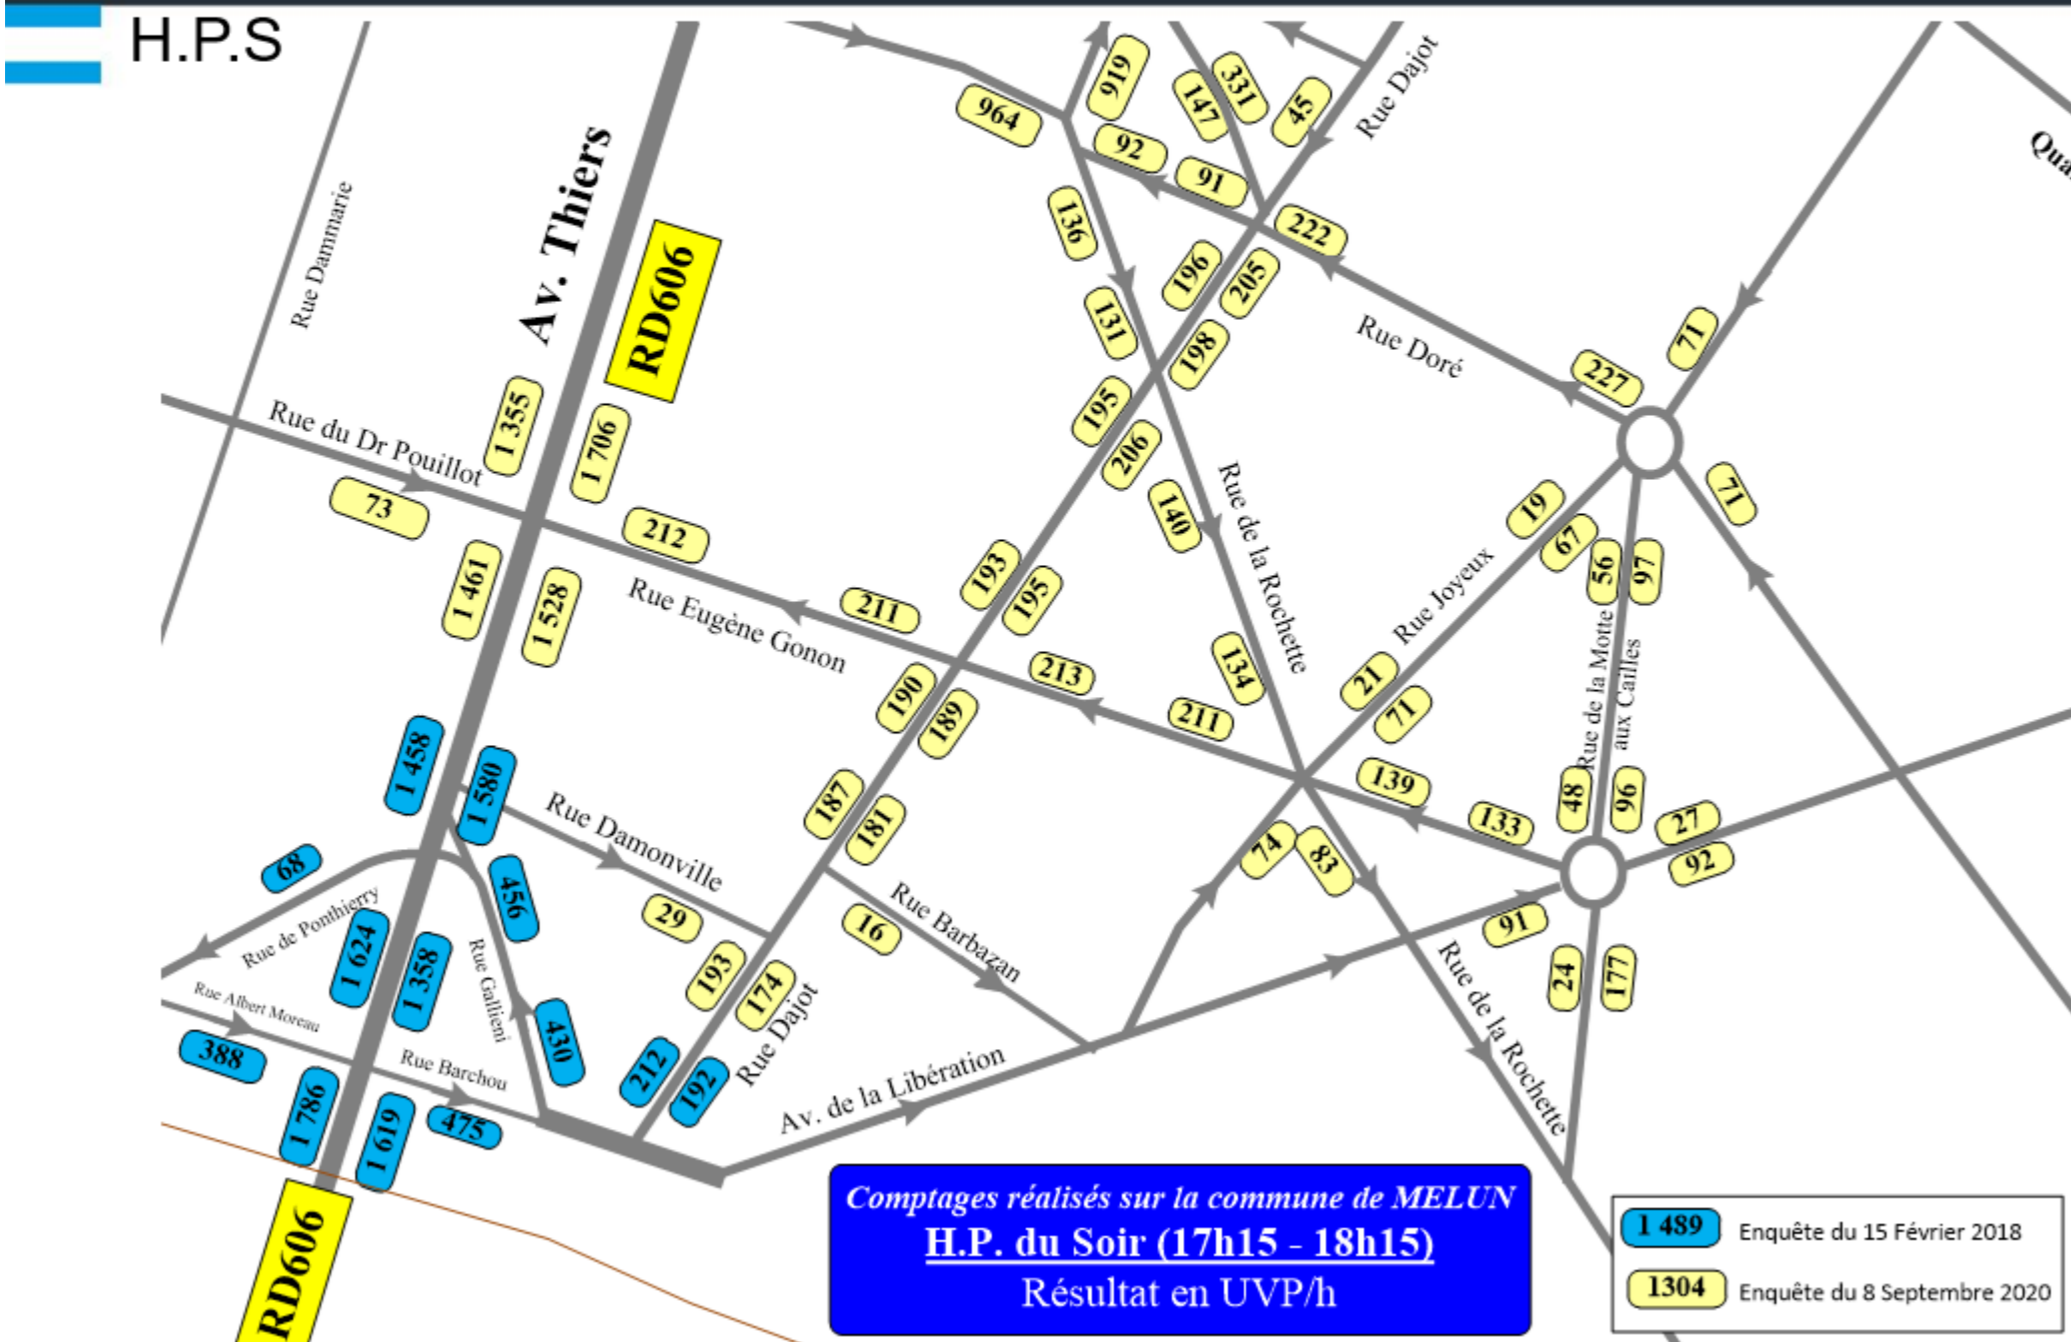 H.P.S
919
331
147
45
Rue Dajot
964
92
91
Qua
Av. Thiers
Rue Dammarie
136
222
RD606
196
205
131
198
Rue Doré
71
227
1 355
1 706
195
206
Rue du Dr Pouillot
73
212
140
Rue de la Rochette
19
67
71
56
97
1 461
1 528
Rue Eugène Gonon
211
193
195
Rue Joyeux
213
134
21
71
Rue de la Motte
aux Cailles
190
189
211
1 458
1 580
187
181
139
133
48
96
27
92
Rue Damonville
68
456
29
16
Rue Barbazan
74
83
91
Rue de Ponthierry
1 624
1 358
Rue Gallieni
193
174
24
177
Rue Albert Moreau
388
Rue Barchou
430
212
192
Rue Dajot
Rue de la Rochette
1 786
1 619
475
Av. de la Libération
RD606
Comptages réalisés sur la commune de MELUN
H.P. du Soir (17h15 - 18h15)
Résultat en UVP/h
1 489 Enquête du 15 Février 2018
1304 Enquête du 8 Septembre 2020